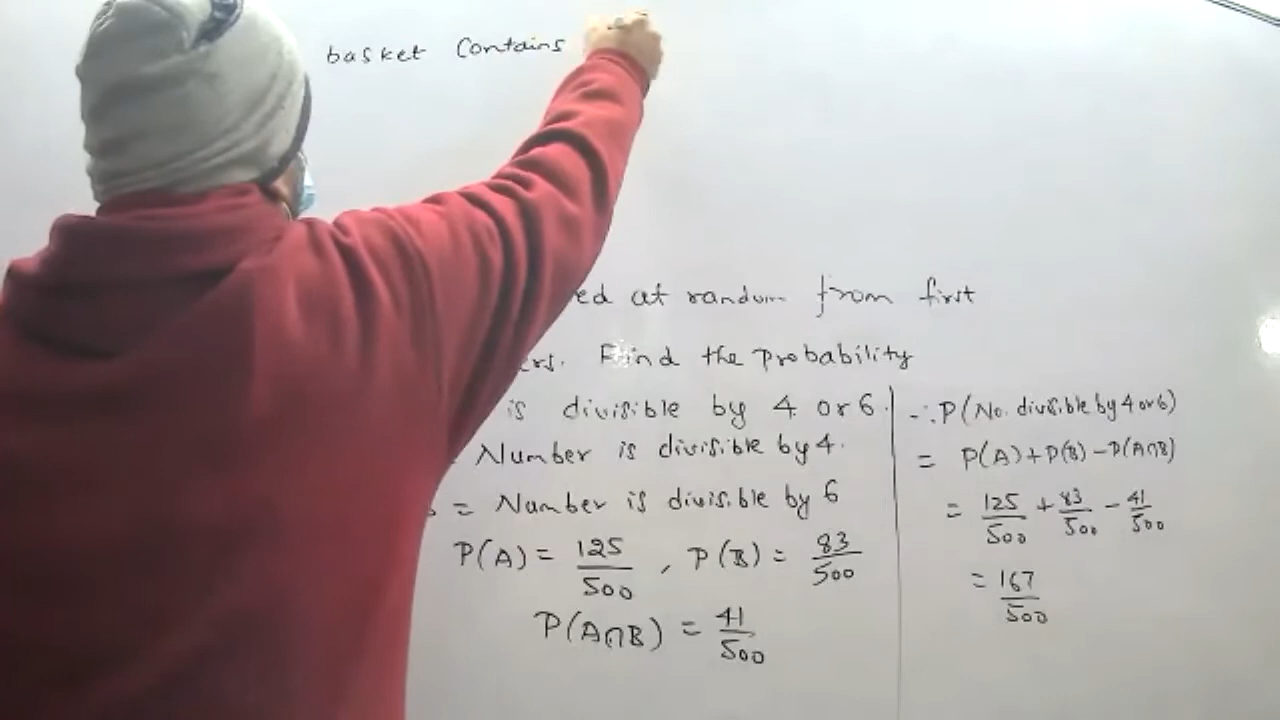 basket Contains
ed at random from first
ers. Find the probability
is divisible by 4 or 6.
Number is divisible by 4.
= Number is divisible by 6
P(A) = 125/500 , P(B) = 83/500
P(A∩B) = 41/500
∴ P(No. divisible by 4 or 6)
= P(A)+P(B)-P(A∩B)
= 125/500 + 83/500 - 41/500
= 167/500